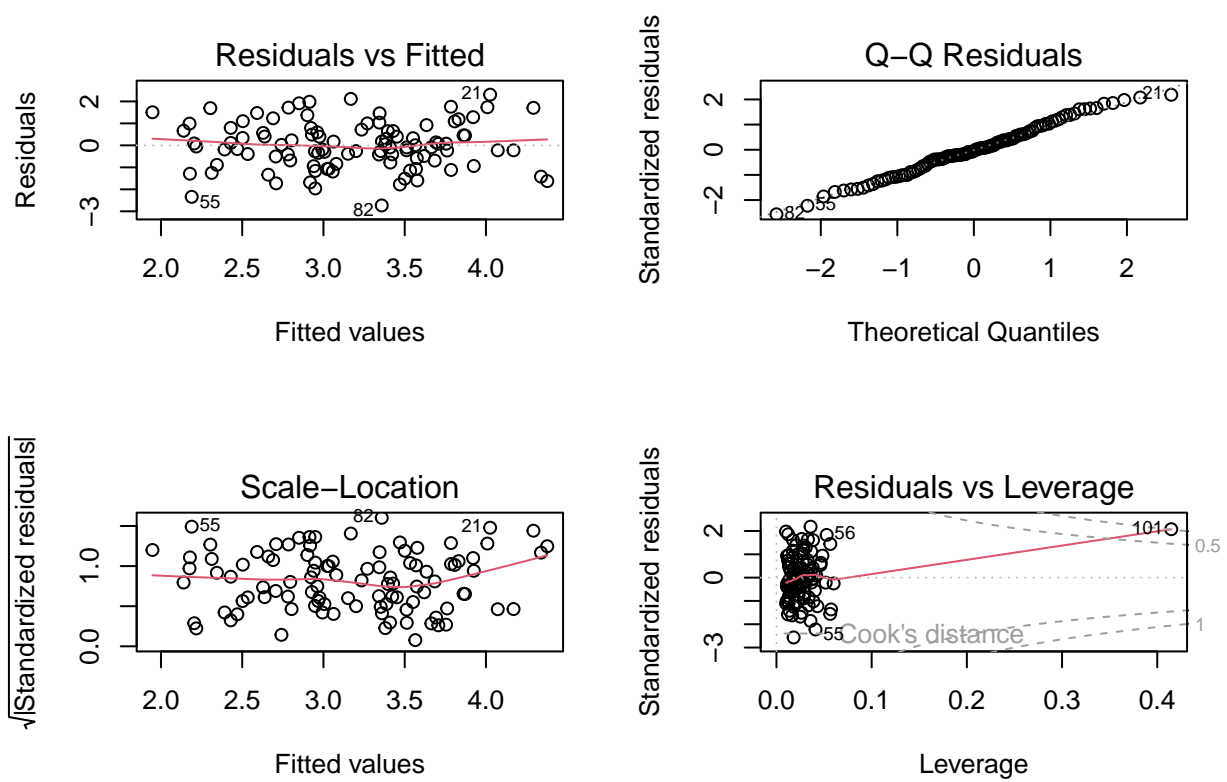 Residuals vs Fitted
Residuals
2
0
−3
21
55
82
2.0 2.5 3.0 3.5 4.0
Fitted values
Q−Q Residuals
Standardized residuals
2
0
−2
21
55
82
−2 −1 0 1 2
Theoretical Quantiles
Scale−Location
√|Standardized residuals|
1.0
0.0
55
82
21
2.0 2.5 3.0 3.5 4.0
Fitted values
Residuals vs Leverage
Standardized residuals
2
0
−3
101
56
55
0.5
1
Cook's distance
0.0 0.1 0.2 0.3 0.4
Leverage